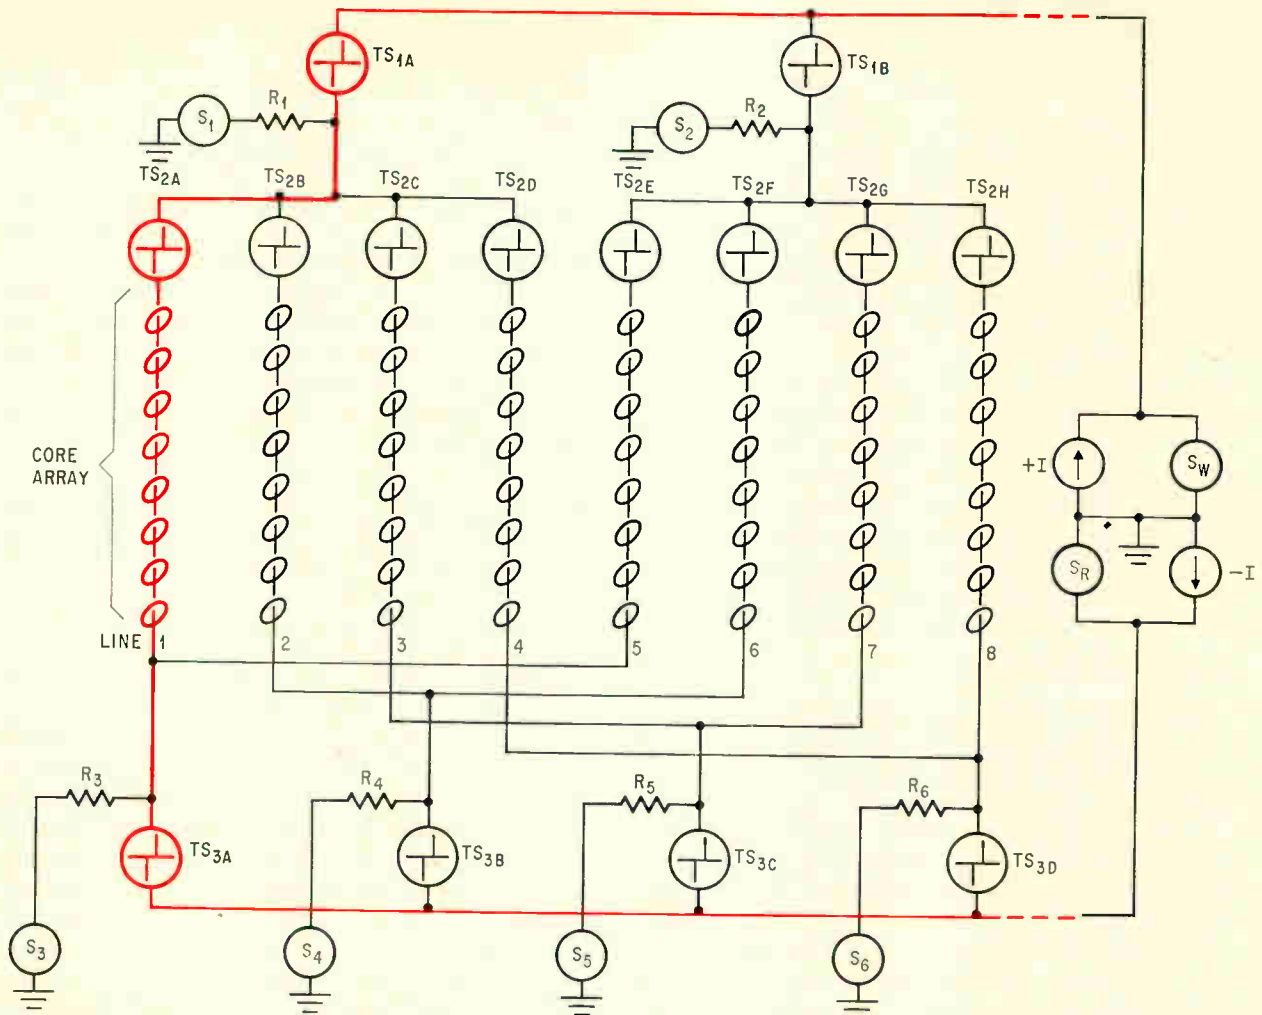 TS1A
TS1B
R1
S1
R2
S2
TS2A
TS2B
TS2C
TS2D
TS2E
TS2F
TS2G
TS2H
CORE
ARRAY
+I
SW
SR
-I
LINE 1
2
3
4
5
6
7
8
R3
R4
R5
R6
TS3A
TS3B
TS3C
TS3D
S3
S4
S5
S6